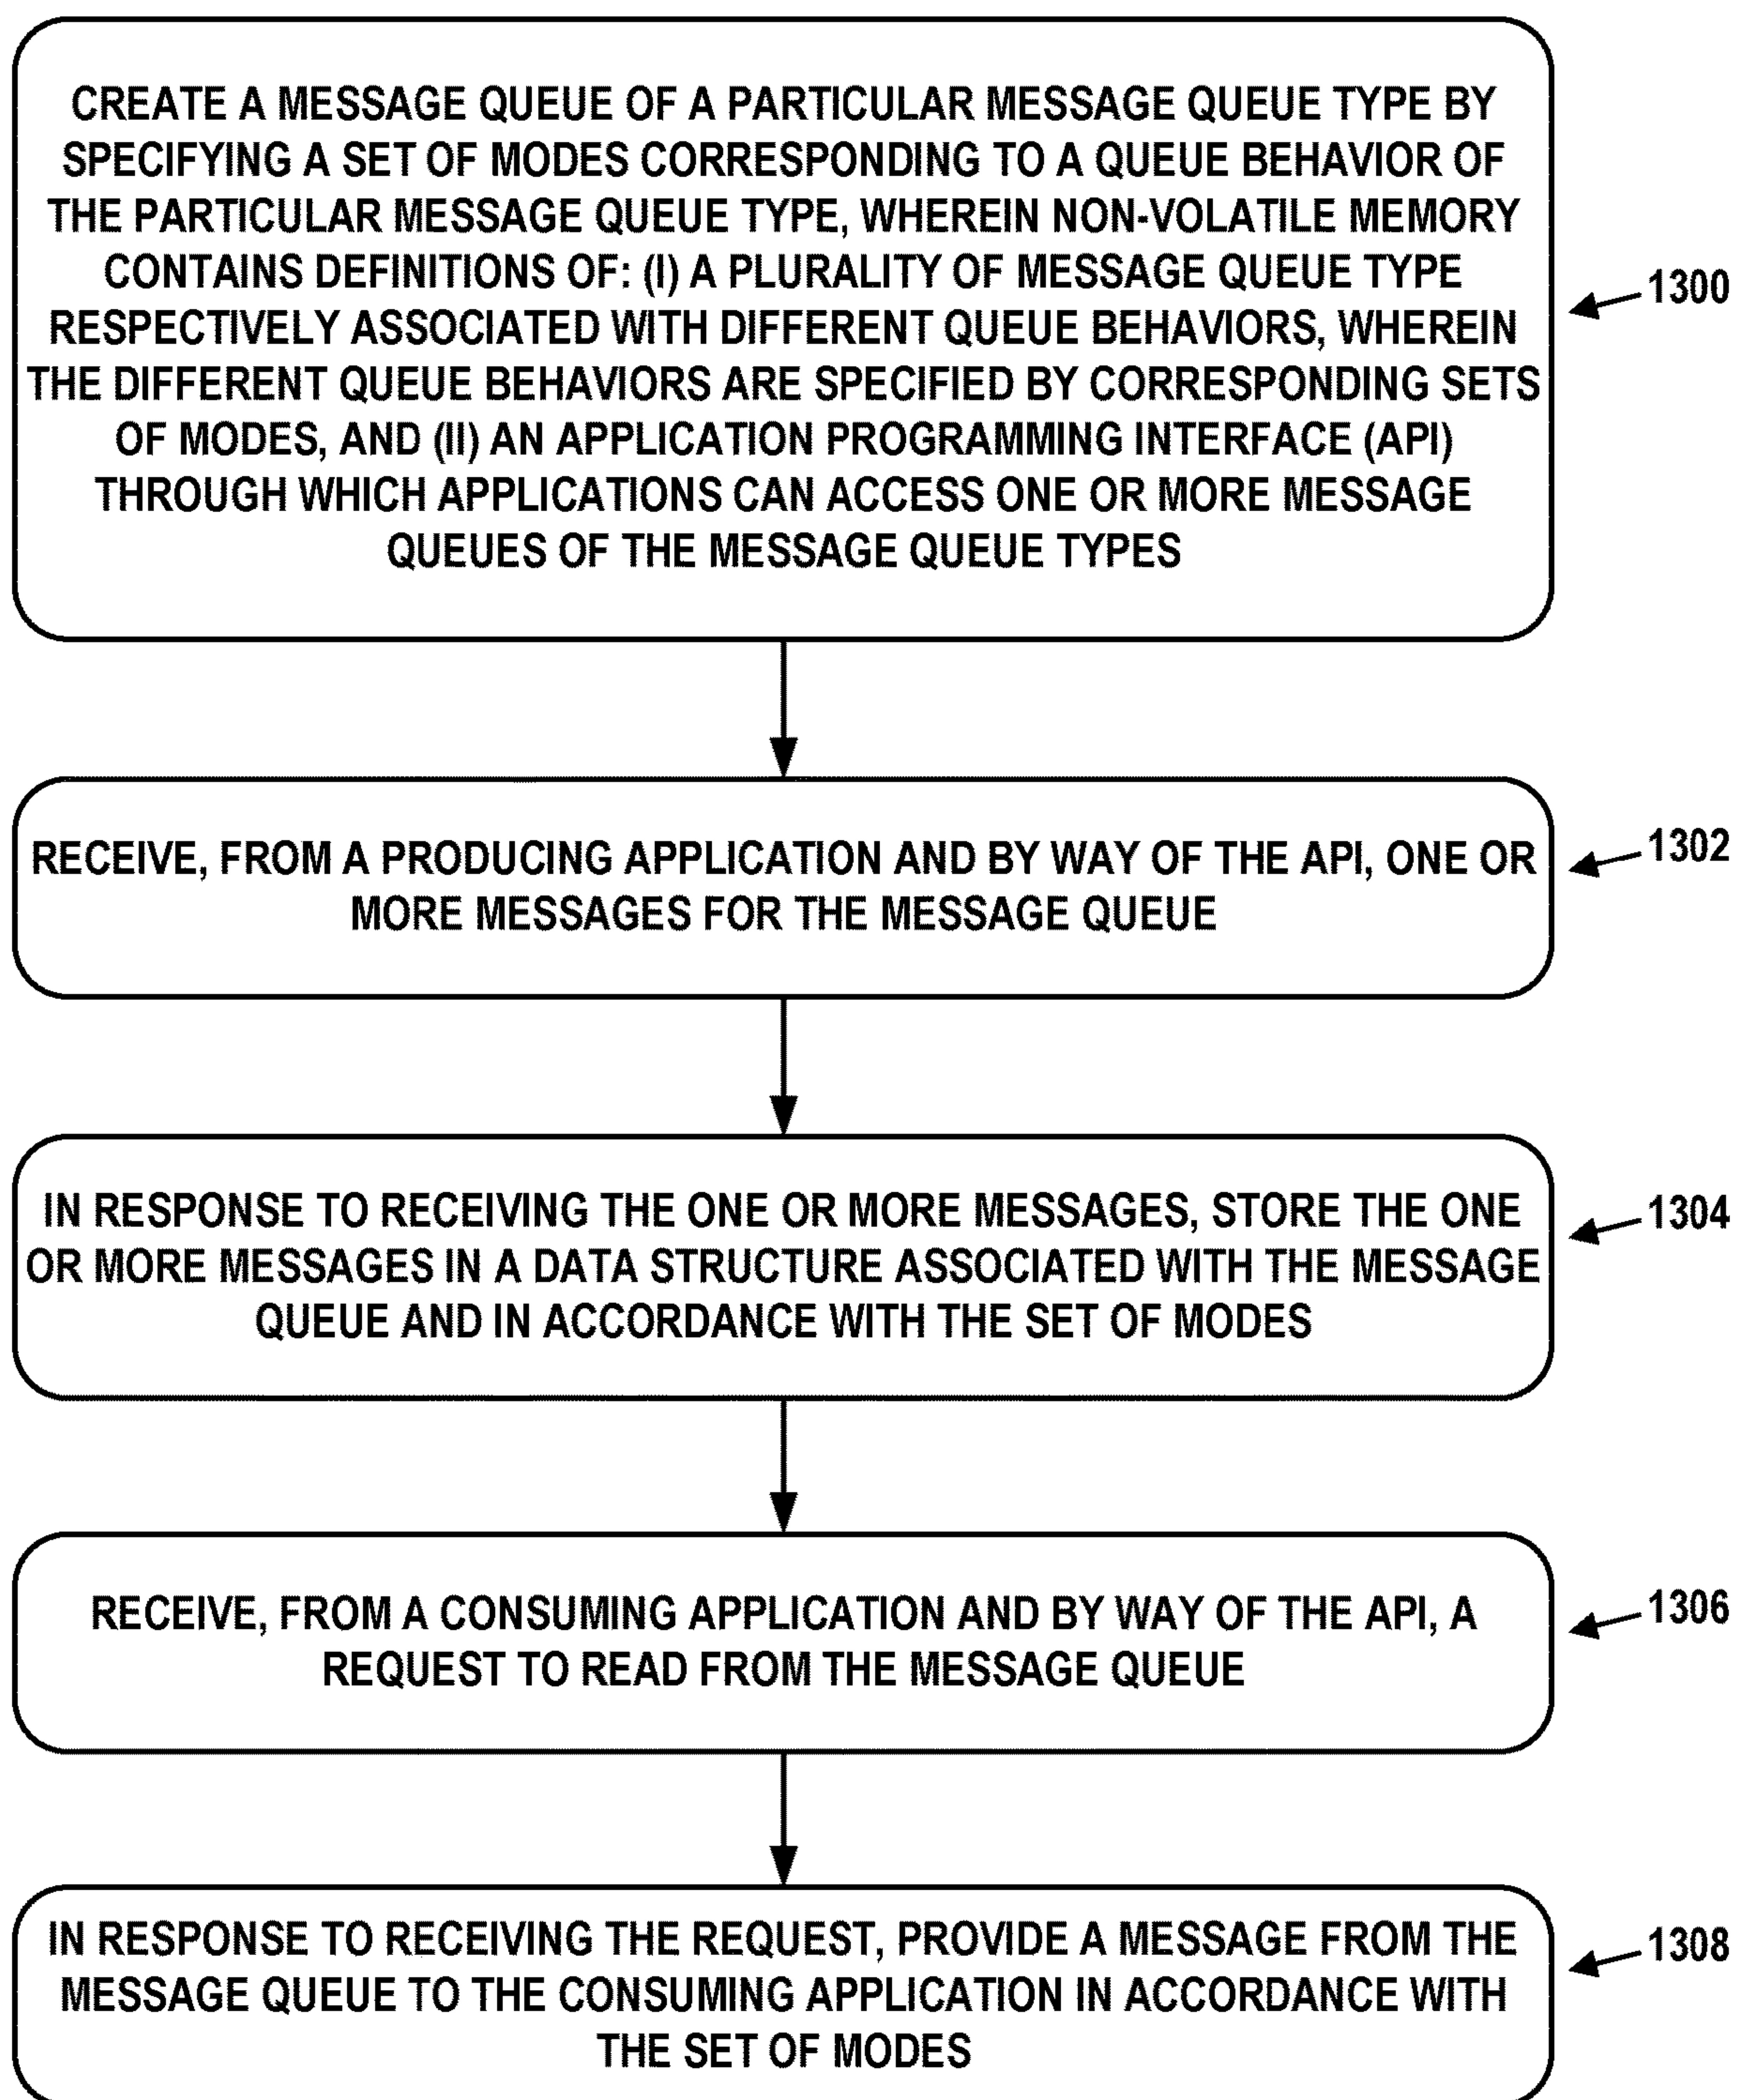 CREATE A MESSAGE QUEUE OF A PARTICULAR MESSAGE QUEUE TYPE BY
SPECIFYING A SET OF MODES CORRESPONDING TO A QUEUE BEHAVIOR OF
THE PARTICULAR MESSAGE QUEUE TYPE, WHEREIN NON-VOLATILE MEMORY
CONTAINS DEFINITIONS OF: (I) A PLURALITY OF MESSAGE QUEUE TYPE
RESPECTIVELY ASSOCIATED WITH DIFFERENT QUEUE BEHAVIORS, WHEREIN
THE DIFFERENT QUEUE BEHAVIORS ARE SPECIFIED BY CORRESPONDING SETS
OF MODES, AND (II) AN APPLICATION PROGRAMMING INTERFACE (API)
THROUGH WHICH APPLICATIONS CAN ACCESS ONE OR MORE MESSAGE
QUEUES OF THE MESSAGE QUEUE TYPES
1300
RECEIVE, FROM A PRODUCING APPLICATION AND BY WAY OF THE API, ONE OR
MORE MESSAGES FOR THE MESSAGE QUEUE
1302
IN RESPONSE TO RECEIVING THE ONE OR MORE MESSAGES, STORE THE ONE
OR MORE MESSAGES IN A DATA STRUCTURE ASSOCIATED WITH THE MESSAGE
QUEUE AND IN ACCORDANCE WITH THE SET OF MODES
1304
RECEIVE, FROM A CONSUMING APPLICATION AND BY WAY OF THE API, A
REQUEST TO READ FROM THE MESSAGE QUEUE
1306
IN RESPONSE TO RECEIVING THE REQUEST, PROVIDE A MESSAGE FROM THE
MESSAGE QUEUE TO THE CONSUMING APPLICATION IN ACCORDANCE WITH
THE SET OF MODES
1308